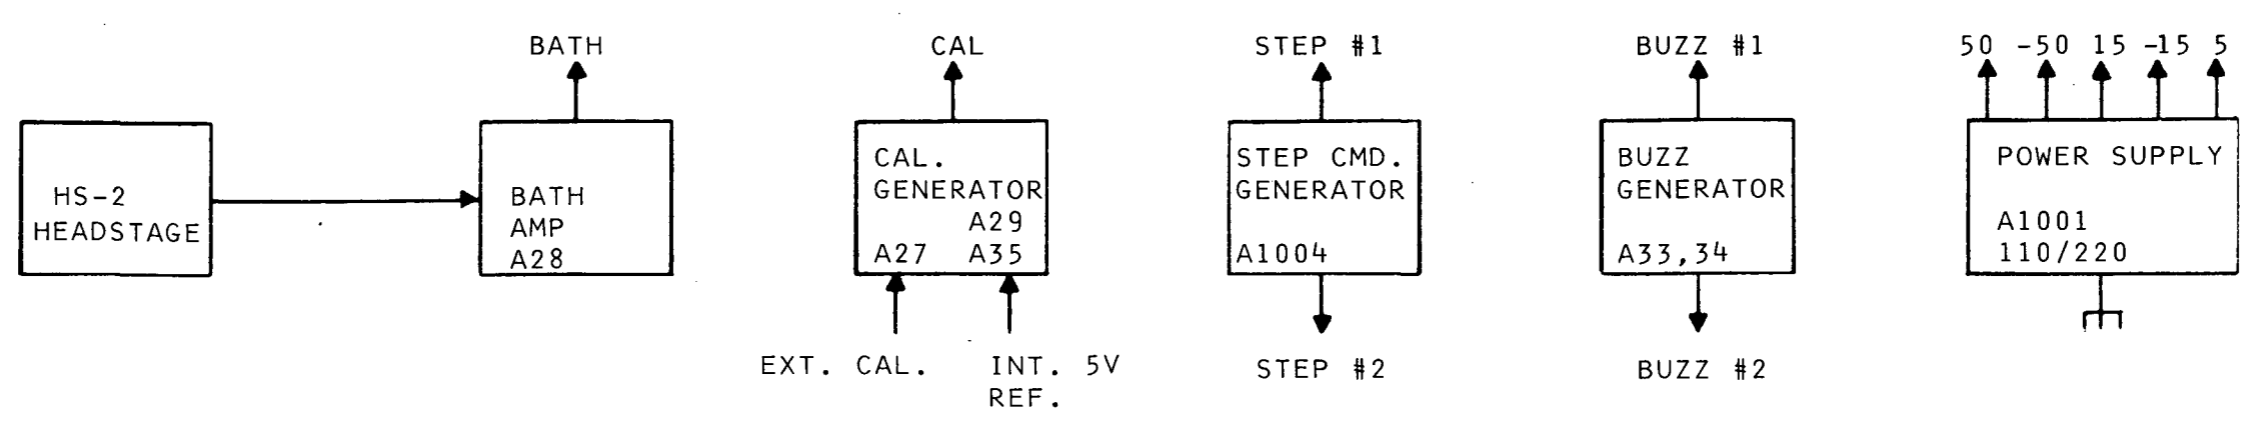 BATH
CAL
STEP #1
BUZZ #1
50 -50 15 -15 5
HS-2
HEADSTAGE
BATH
AMP
A28
CAL.
GENERATOR
A29
A27 A35
STEP CMD.
GENERATOR
A1004
BUZZ
GENERATOR
A33,34
POWER SUPPLY
A1001
110/220
EXT. CAL.
INT. 5V
REF.
STEP #2
BUZZ #2